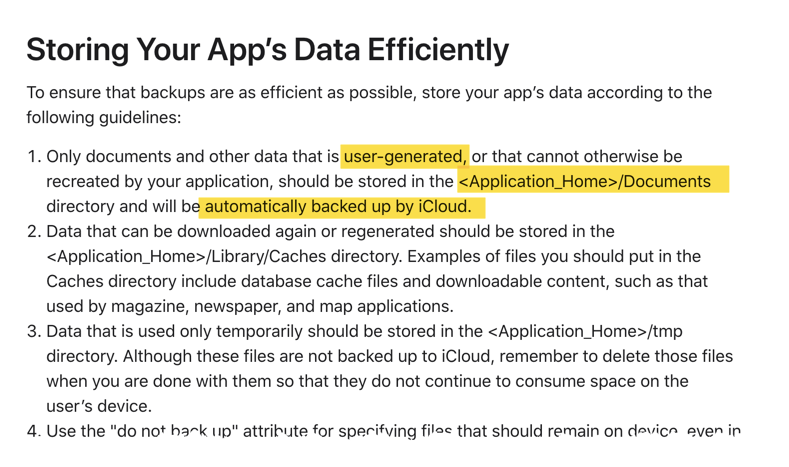 Storing Your App’s Data Efficiently
To ensure that backups are as efficient as possible, store your app’s data according to the
following guidelines:
1. Only documents and other data that is user-generated, or that cannot otherwise be
recreated by your application, should be stored in the <Application_Home>/Documents
directory and will be automatically backed up by iCloud.
2. Data that can be downloaded again or regenerated should be stored in the
<Application_Home>/Library/Caches directory. Examples of files you should put in the
Caches directory include database cache files and downloadable content, such as that
used by magazine, newspaper, and map applications.
3. Data that is used only temporarily should be stored in the <Application_Home>/tmp
directory. Although these files are not backed up to iCloud, remember to delete those files
when you are done with them so that they do not continue to consume space on the
user’s device.
4. Use the "do not back up" attribute for specifying files that should remain on device, even in